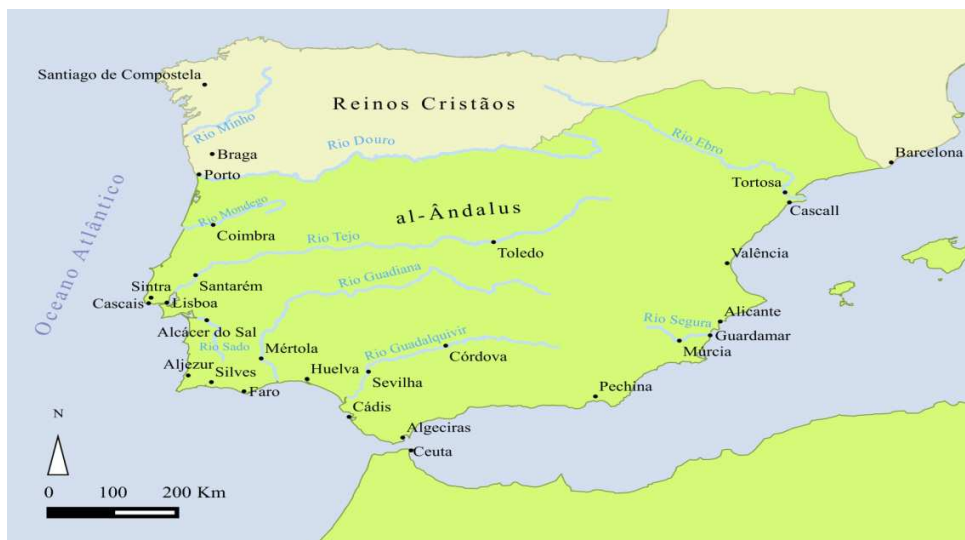 Santiago de Compostela
Reinos Cristãos
Rio Minho
Rio Douro
Rio Ebro
Braga
Barcelona
Porto
Tortosa
Cascall
Oceano Atlântico
Rio Mondego
al-Ândalus
Coimbra
Rio Tejo
Toledo
Valência
Rio Guadiana
Sintra
Santarém
Cascais
Lisboa
Alicante
Rio Segura
Alcácer do Sal
Guardamar
Rio Sado
Rio Guadalquivir
Mértola
Córdova
Múrcia
Aljezur
Silves
Huelva
Sevilha
Faro
Pechina
Cádis
N
Algeciras
Ceuta
0 100 200 Km